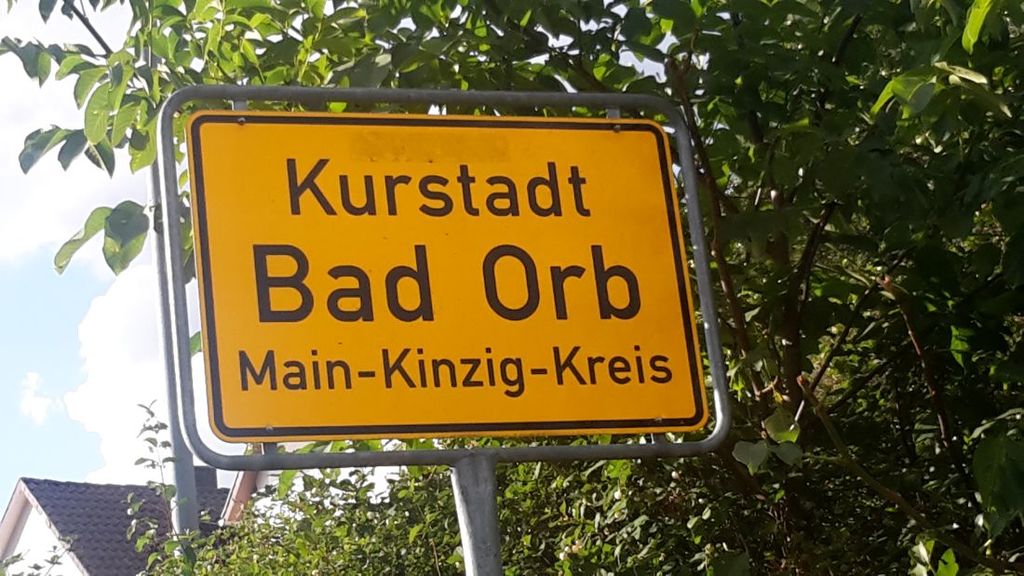 Kurstadt
Bad Orb
Main-Kinzig-Kreis